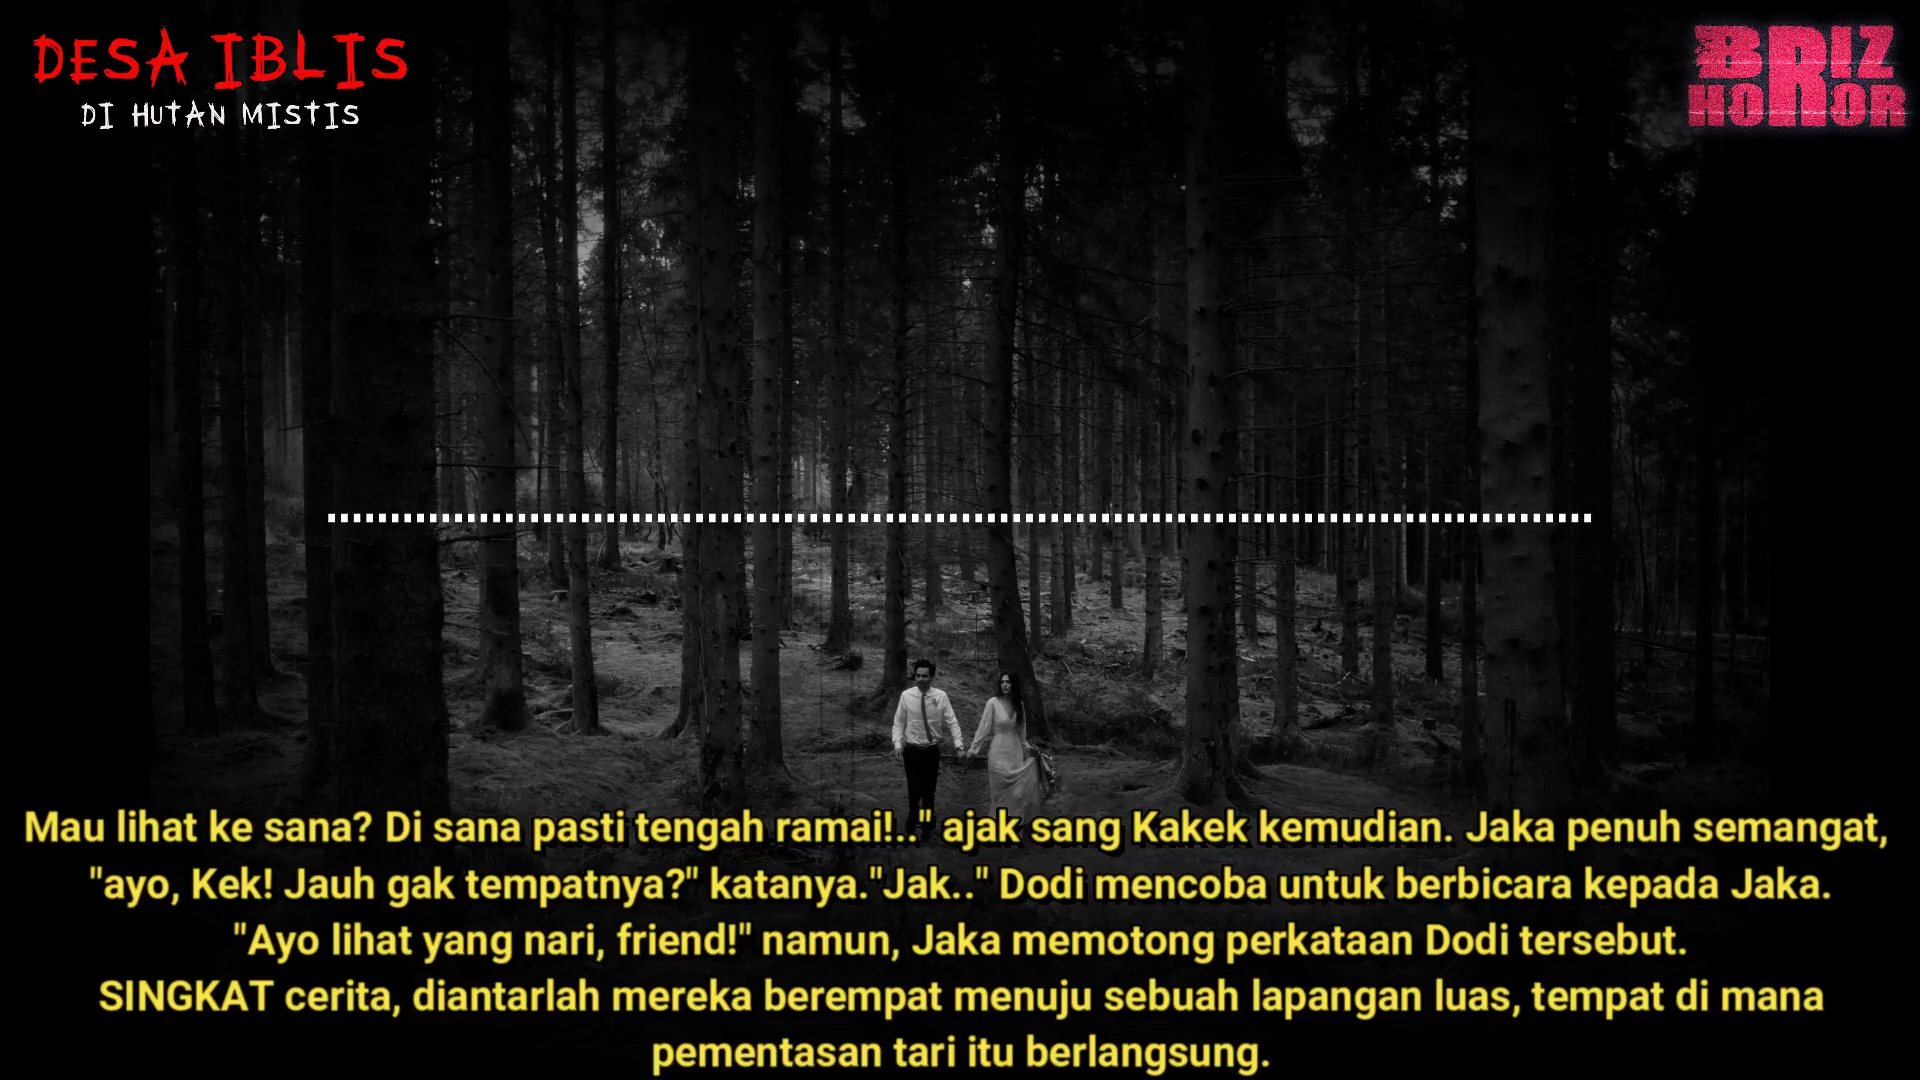 DESA IBLIS
DI HUTAN MISTIS
BRIZ
HORROR
Mau lihat ke sana? Di sana pasti tengah ramai!.." ajak sang Kakek kemudian. Jaka penuh semangat,
"ayo, Kek! Jauh gak tempatnya?" katanya."Jak.." Dodi mencoba untuk berbicara kepada Jaka.
"Ayo lihat yang nari, friend!" namun, Jaka memotong perkataan Dodi tersebut.
SINGKAT cerita, diantarlah mereka berempat menuju sebuah lapangan luas, tempat di mana
pementasan tari itu berlangsung.